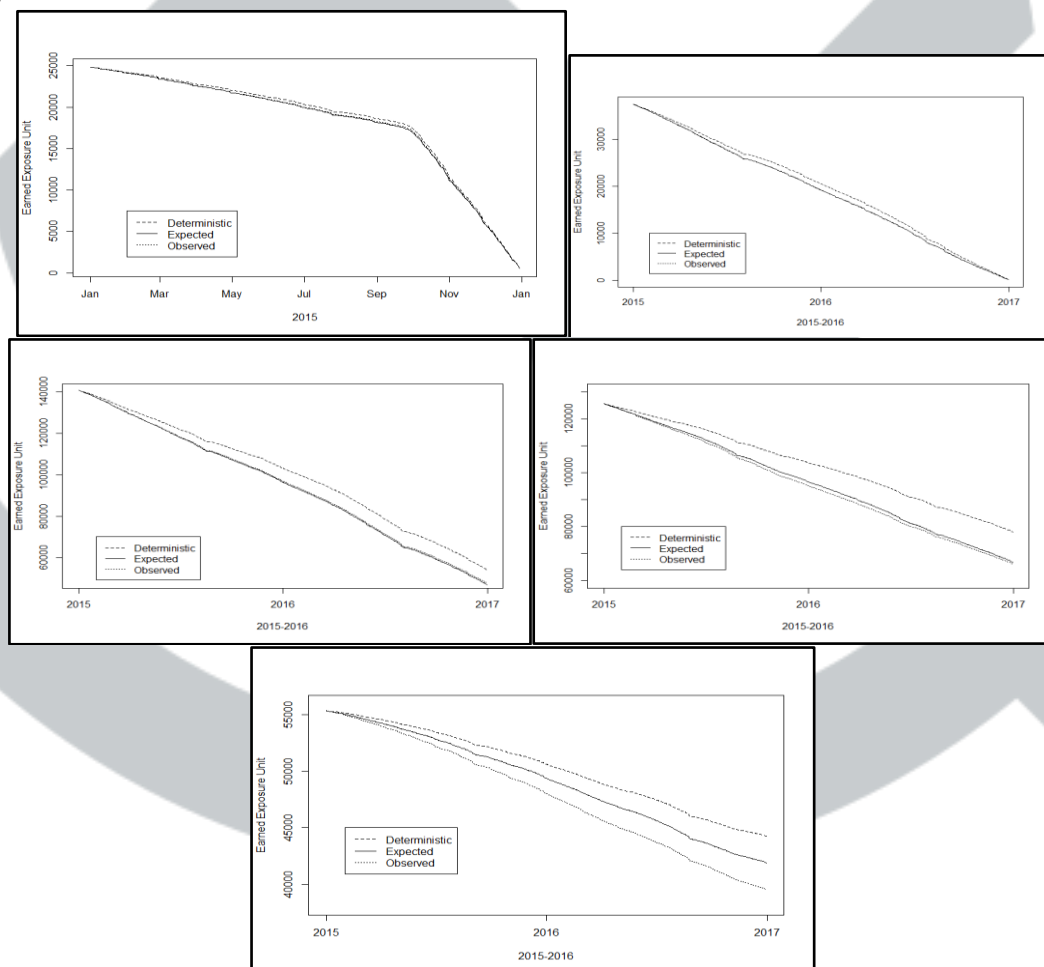 Earned Exposure Unit
25000
20000
15000
10000
5000
0
Deterministic
Expected
Observed
Jan Mar May Jul Sep Nov Jan
2015
Earned Exposure Unit
30000
20000
10000
0
Deterministic
Expected
Observed
2015 2016 2017
2015-2016
Earned Exposure Unit
140000
120000
100000
80000
60000
Deterministic
Expected
Observed
2015 2016 2017
2015-2016
Earned Exposure Unit
120000
100000
80000
60000
Deterministic
Expected
Observed
2015 2016 2017
2015-2016
Earned Exposure Unit
55000
50000
45000
40000
Deterministic
Expected
Observed
2015 2016 2017
2015-2016